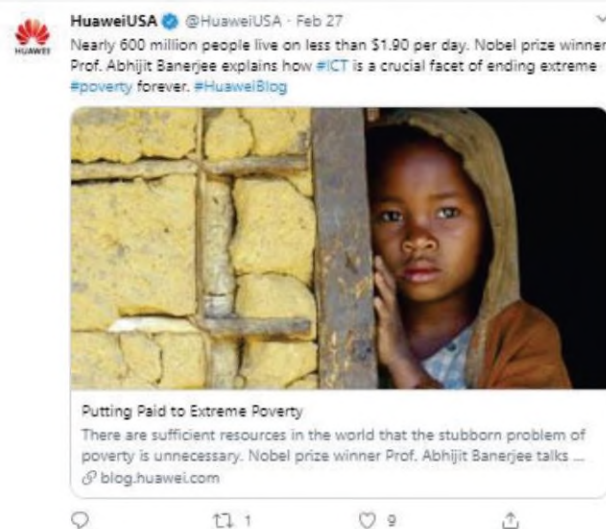 HuaweiUSA @HuaweiUSA · Feb 27
HUAWEI
Nearly 600 million people live on less than $1.90 per day. Nobel prize winner
Prof. Abhijit Banerjee explains how #ICT is a crucial facet of ending extreme
#poverty forever. #HuaweiBlog
Putting Paid to Extreme Poverty
There are sufficient resources in the world that the stubborn problem of
poverty is unnecessary. Nobel prize winner Prof. Abhijit Banerjee talks ...
blog.huawei.com
1 9